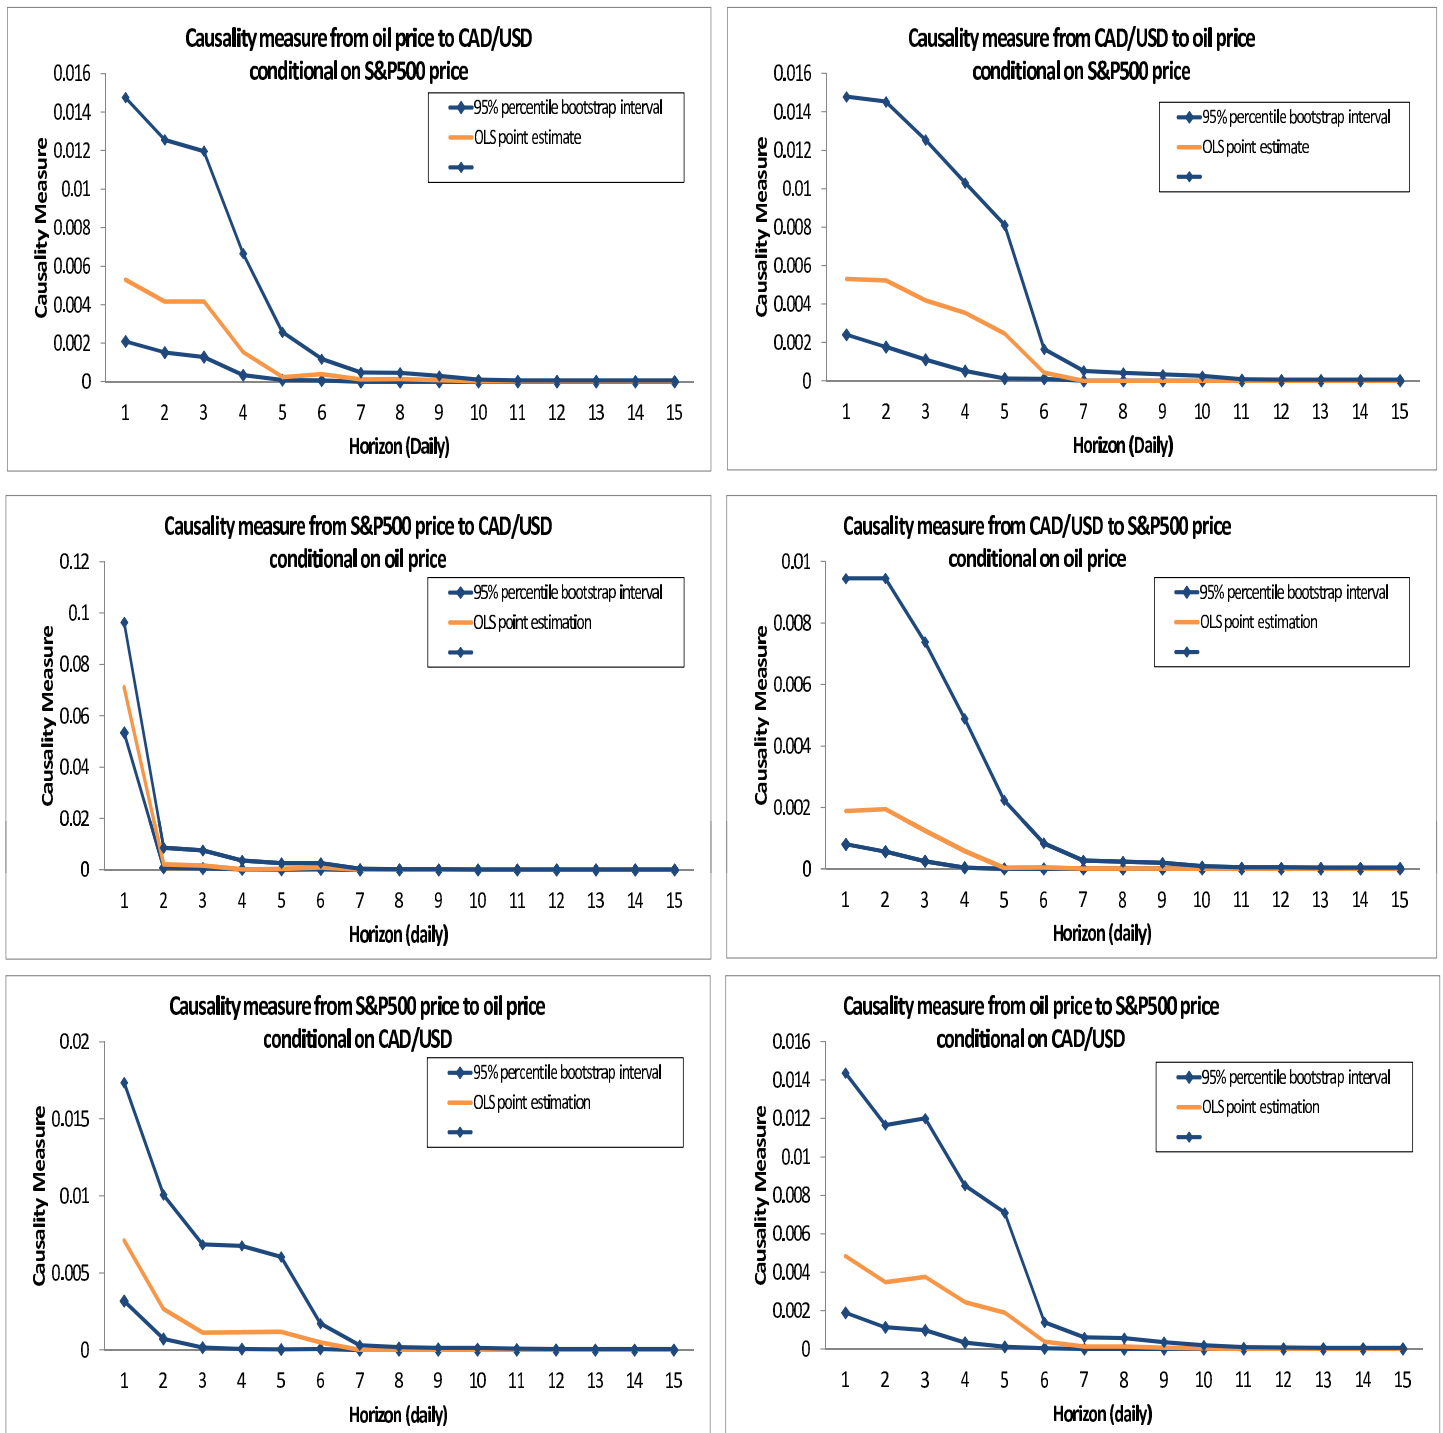 Causality measure from oil price to CAD/USD
conditional on S&P500 price
0.016
0.014
0.012
0.01
0.008
0.006
0.004
0.002
0
Causality Measure
95% percentile bootstrap interval
OLS point estimate
1 2 3 4 5 6 7 8 9 10 11 12 13 14 15
Horizon (Daily)
Causality measure from CAD/USD to oil price
conditional on S&P500 price
0.016
0.014
0.012
0.01
0.008
0.006
0.004
0.002
0
Causality Measure
95% percentile bootstrap interval
OLS point estimate
1 2 3 4 5 6 7 8 9 10 11 12 13 14 15
Horizon (Daily)
Causality measure from S&P500 price to CAD/USD
conditional on oil price
0.12
0.1
0.08
0.06
0.04
0.02
0
Causality Measure
95% percentile bootstrap interval
OLS point estimation
1 2 3 4 5 6 7 8 9 10 11 12 13 14 15
Horizon (daily)
Causality measure from CAD/USD to S&P500 price
conditional on oil price
0.01
0.008
0.006
0.004
0.002
0
Causality Measure
95% percentile bootstrap interval
OLS point estimation
1 2 3 4 5 6 7 8 9 10 11 12 13 14 15
Horizon (daily)
Causality measure from S&P500 price to oil price
conditional on CAD/USD
0.02
0.015
0.01
0.005
0
Causality Measure
95% percentile bootstrap interval
OLS point estimation
1 2 3 4 5 6 7 8 9 10 11 12 13 14 15
Horizon (daily)
Causality measure from oil price to S&P500 price
conditional on CAD/USD
0.016
0.014
0.012
0.01
0.008
0.006
0.004
0.002
0
Causality Measure
95% percentile bootstrap interval
OLS point estimation
1 2 3 4 5 6 7 8 9 10 11 12 13 14 15
Horizon (daily)